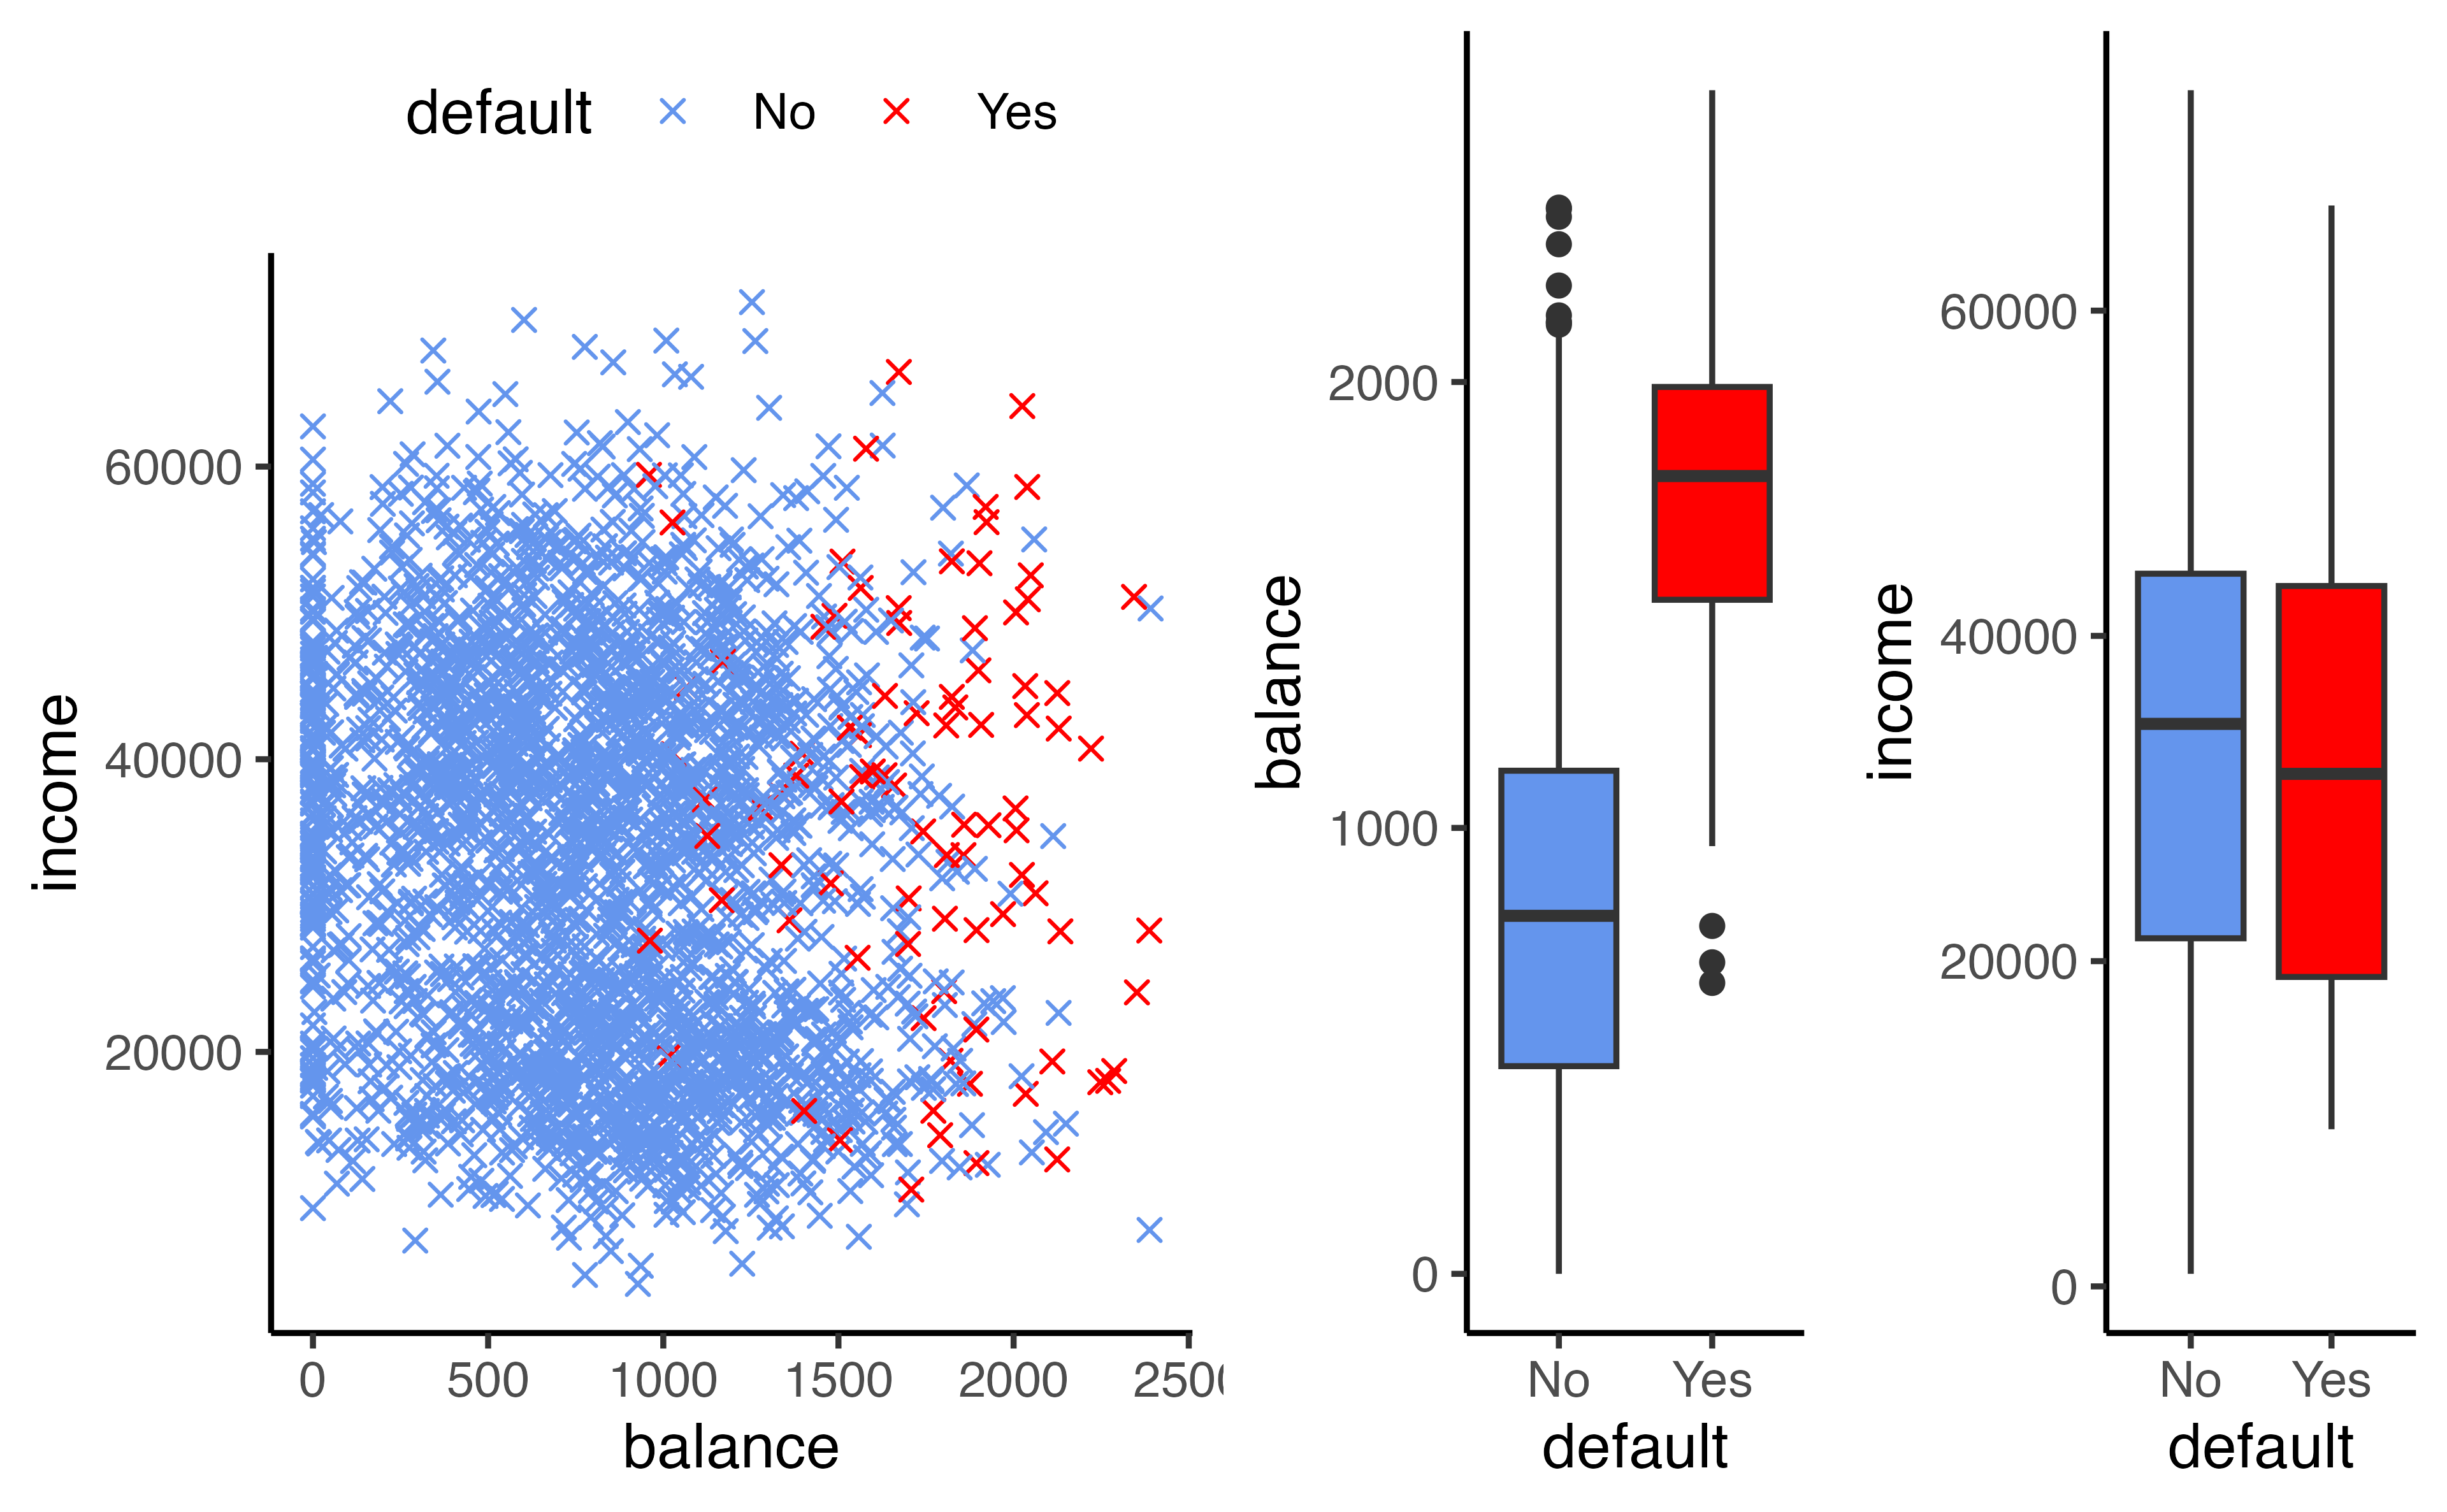 default No Yes
income
60000
40000
20000
0 500 1000 1500 2000
balance
balance
2000
1000
0
No Yes
default
income
60000
40000
20000
0
No Yes
default